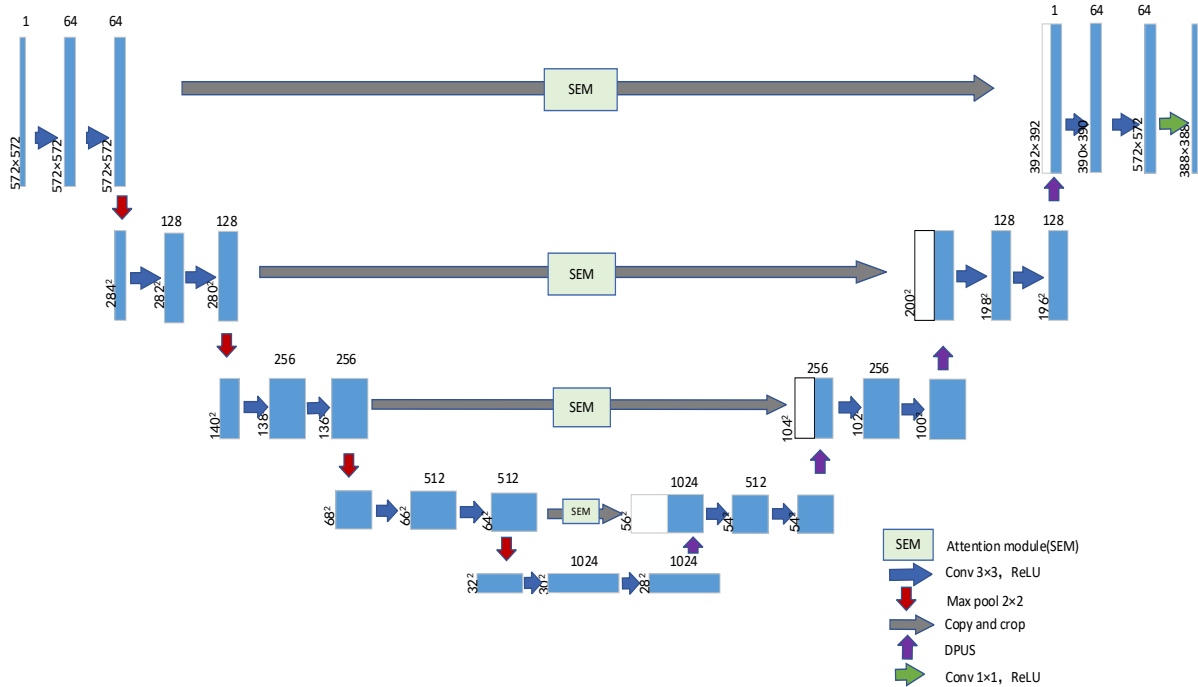 1 64 64
572×572 572×572 572×572
SEM
1 64 64
392×392 390×390 572×572 388×388
128 128
284² 282² 280²
SEM
128 128
200² 198² 196²
256 256
140² 138² 136²
SEM
256 256
104² 102² 100²
512 512
68² 66² 64²
SEM
1024 512
56² 54² 54²
1024 1024
32² 30² 28²
SEM Attention module(SEM)
Conv 3×3, ReLU
Max pool 2×2
Copy and crop
DPUS
Conv 1×1, ReLU